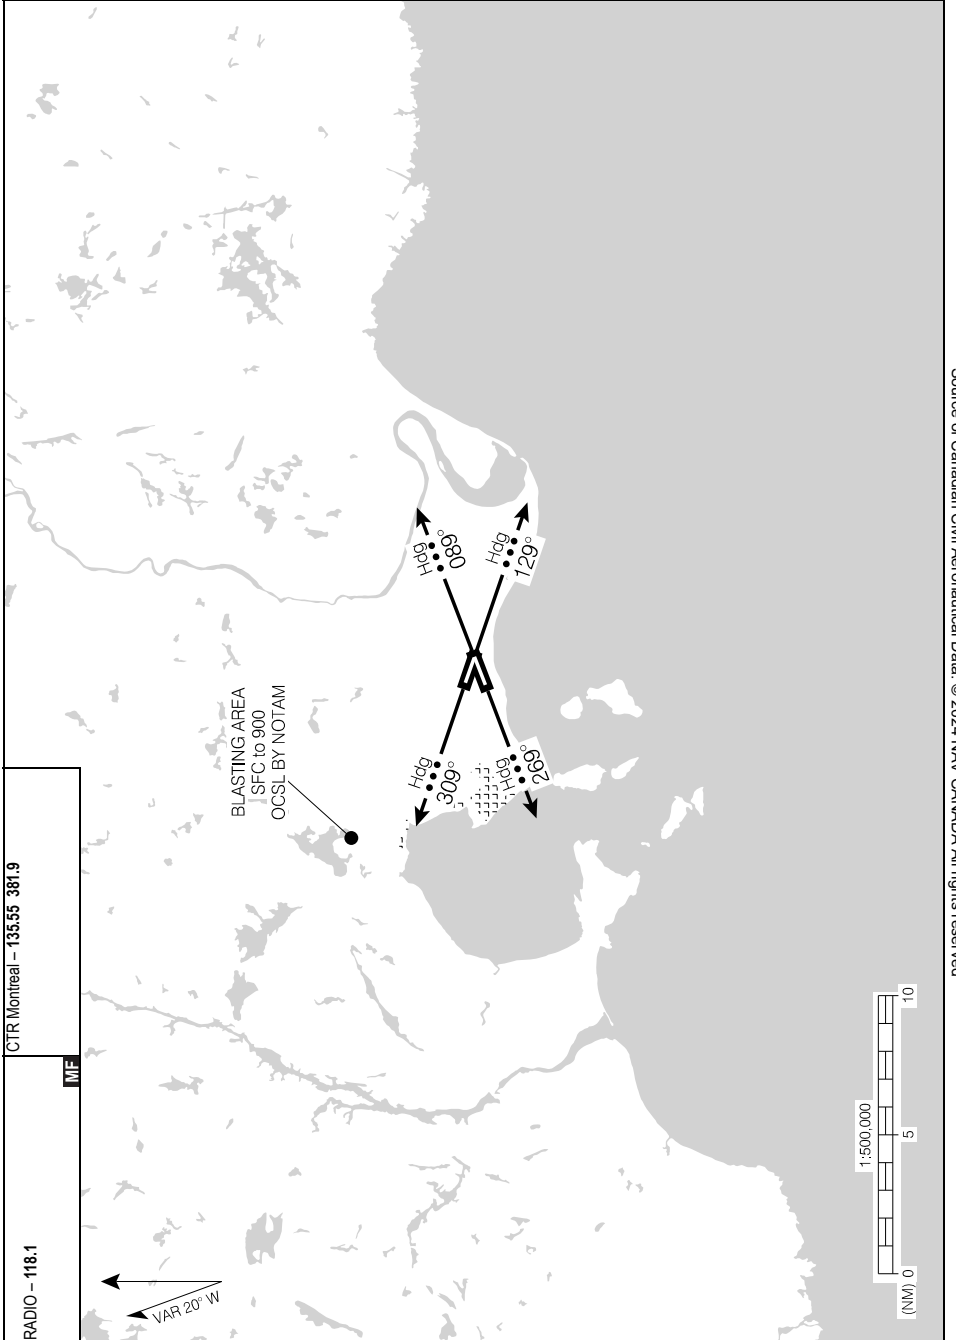 RADIO – 118.1
MF
CTR Montreal – 135.55 381.9
VAR 20° W
BLASTING AREA
SFC to 900
OCSL BY NOTAM
Hdg
309°
Hdg
089°
Hdg
129°
Hdg
269°
1:500,000
(NM) 0
5
10
Source of Canadian Civil Aeronautical Data: © 2024 NAV CANADA All rights reserved